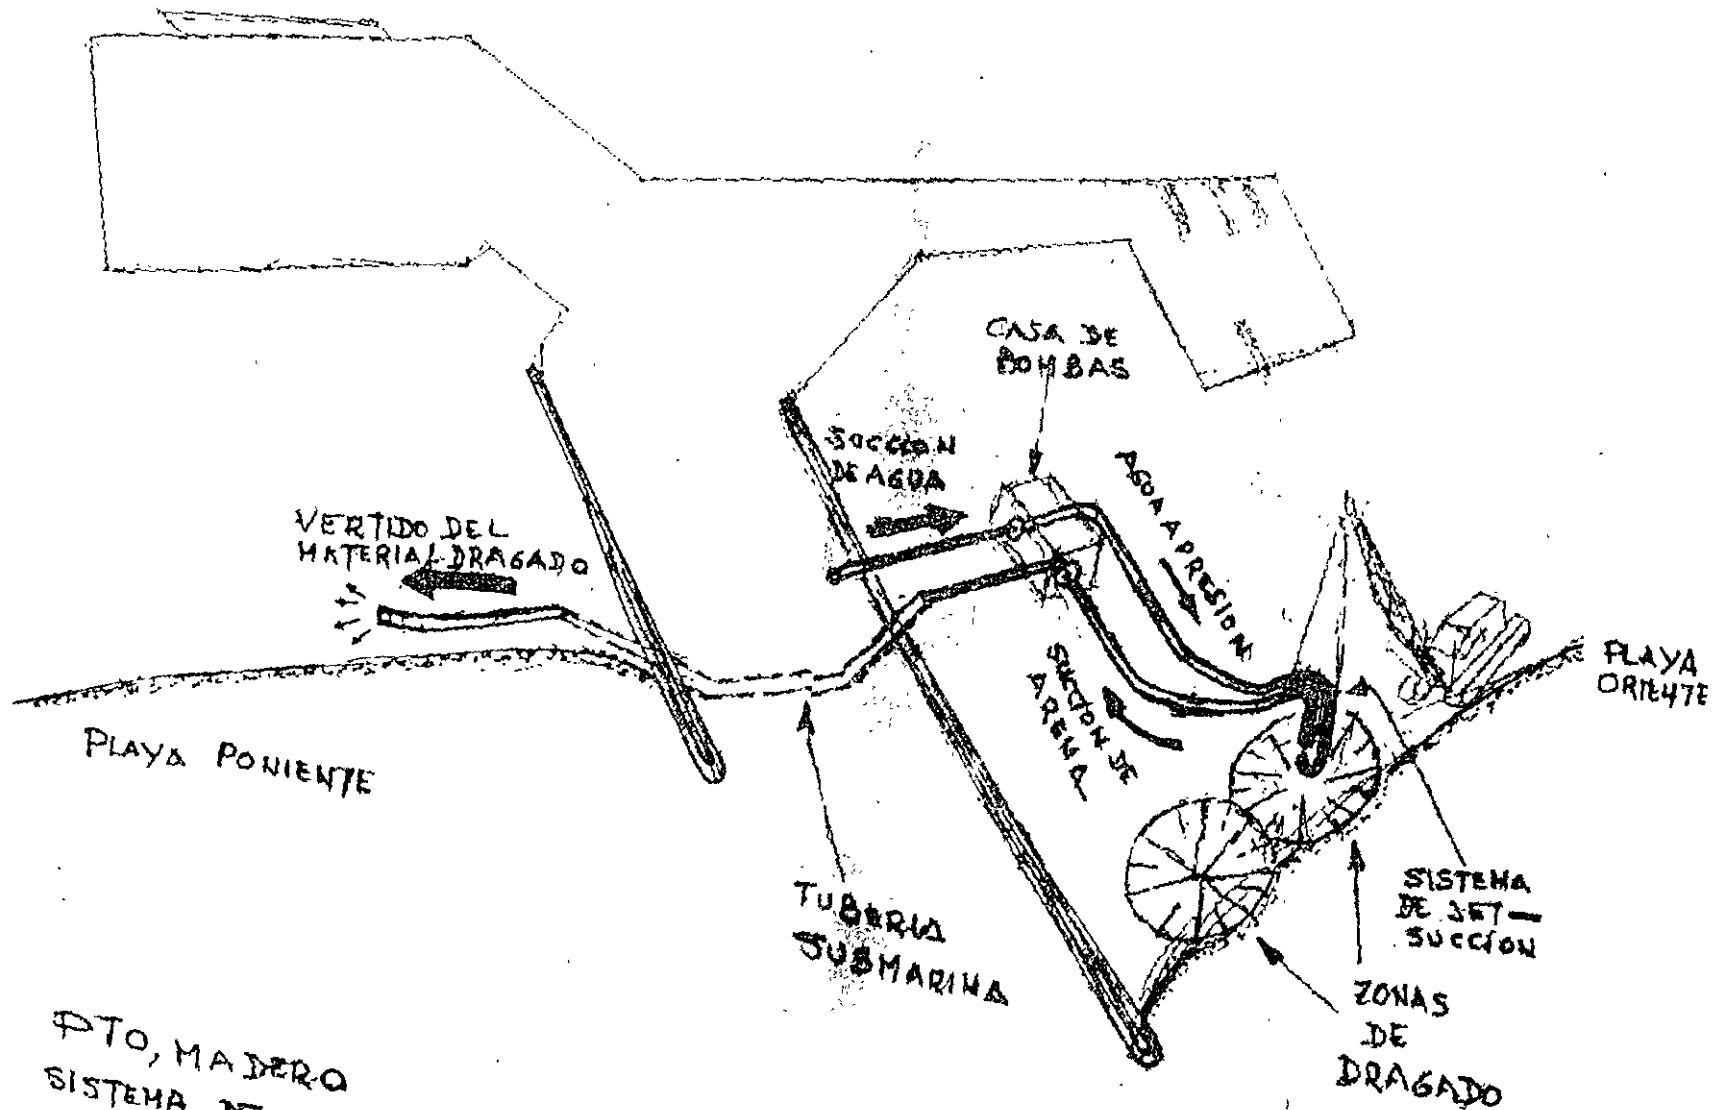 CASA DE
BOMBAS
SUCCION
DE AGUA
AGUA A PRESION
VERTIDO DEL
MATERIAL DRAGADO
PLAYA
ORIENTE
SUCCION DE
ARENA
PLAYA PONIENTE
TUBERIA
SUBMARINA
SISTEMA
DE JET-
SUCCION
ZONAS
DE
DRAGADO
PTO, MADERO
SISTEMA DE